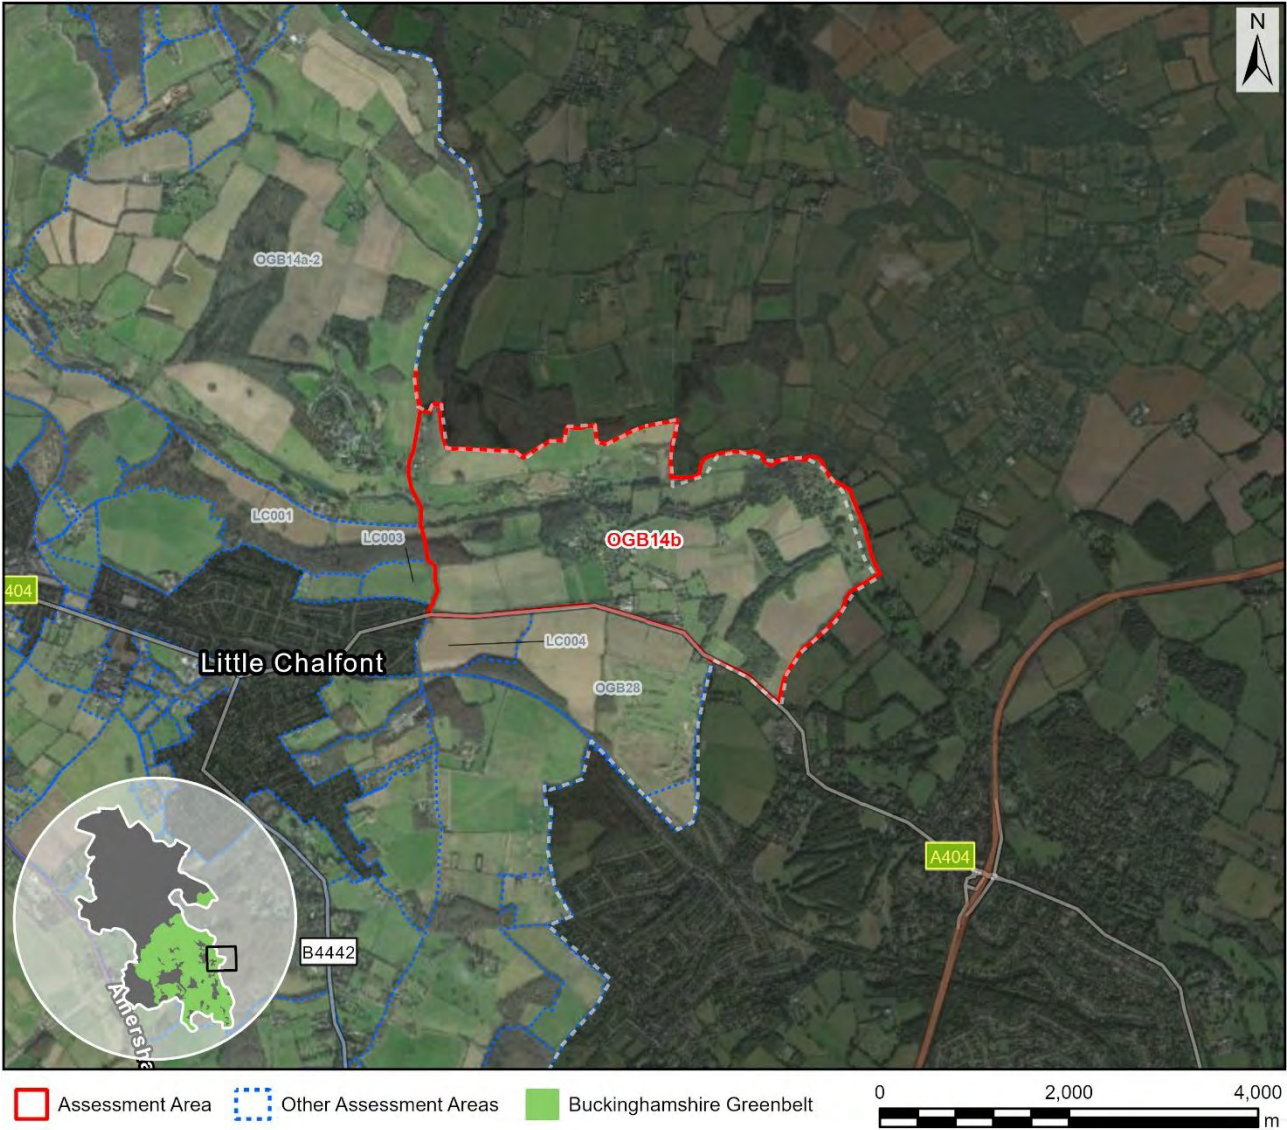 N
OGB14a-2
LC001
LC003
OGB14b
404
LC004
Little Chalfont
OGB28
A404
B4442
Amersha
Assessment Area
Other Assessment Areas
Buckinghamshire Greenbelt
0 2,000 4,000
m